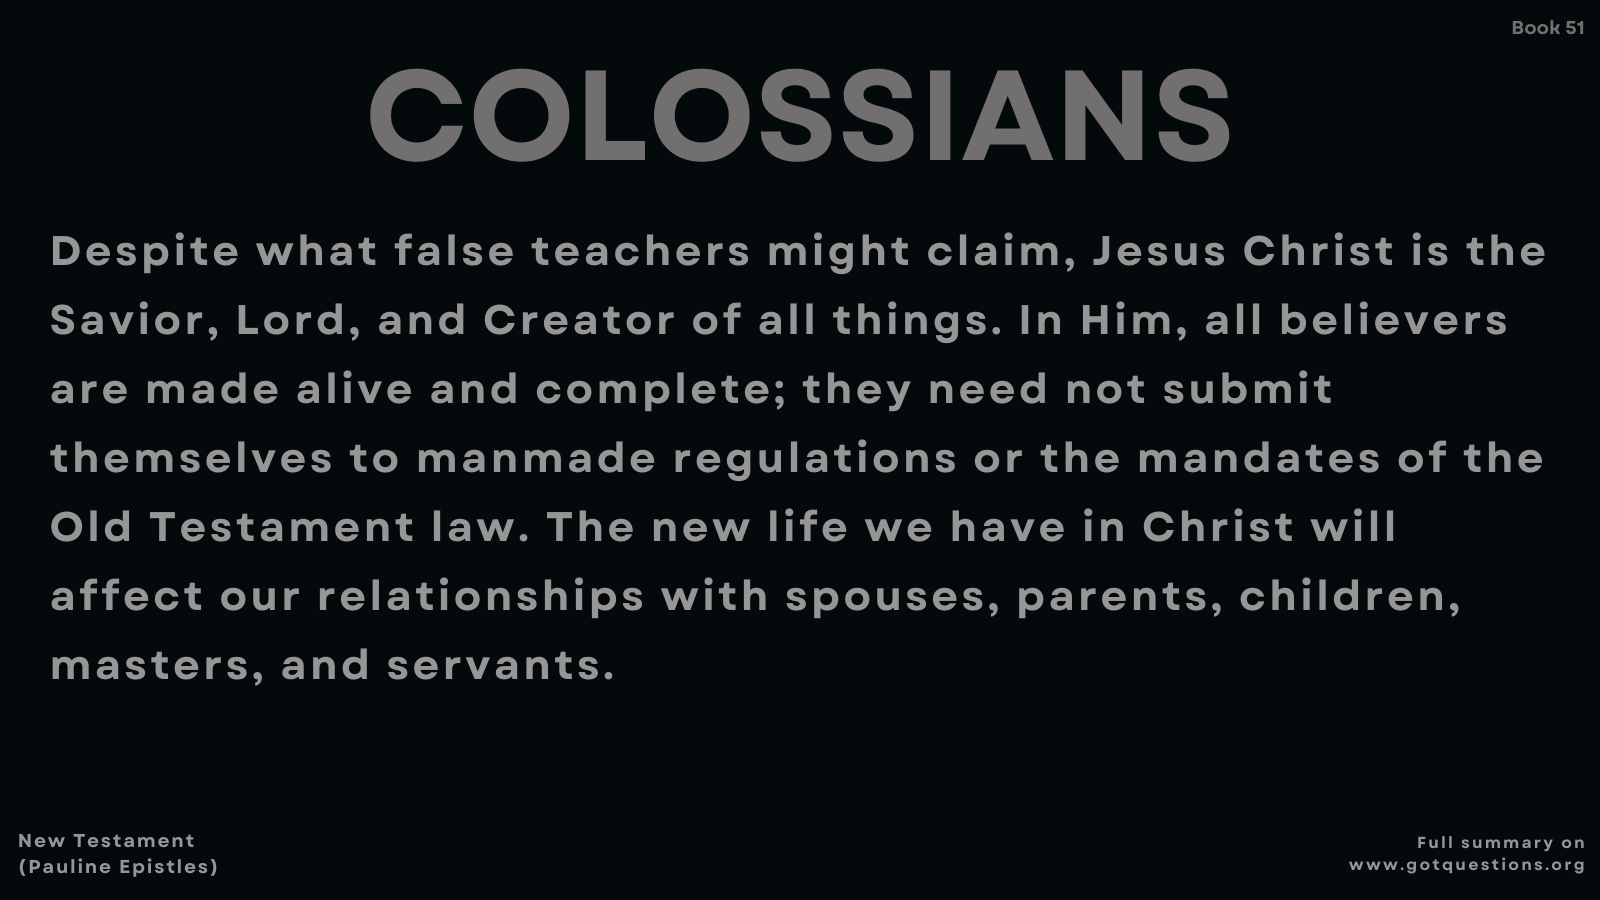 Book 51
COLOSSIANS
Despite what false teachers might claim, Jesus Christ is the
Savior, Lord, and Creator of all things. In Him, all believers
are made alive and complete; they need not submit
themselves to manmade regulations or the mandates of the
Old Testament law. The new life we have in Christ will
affect our relationships with spouses, parents, children,
masters, and servants.
New Testament
(Pauline Epistles)
Full summary on
www.gotquestions.org